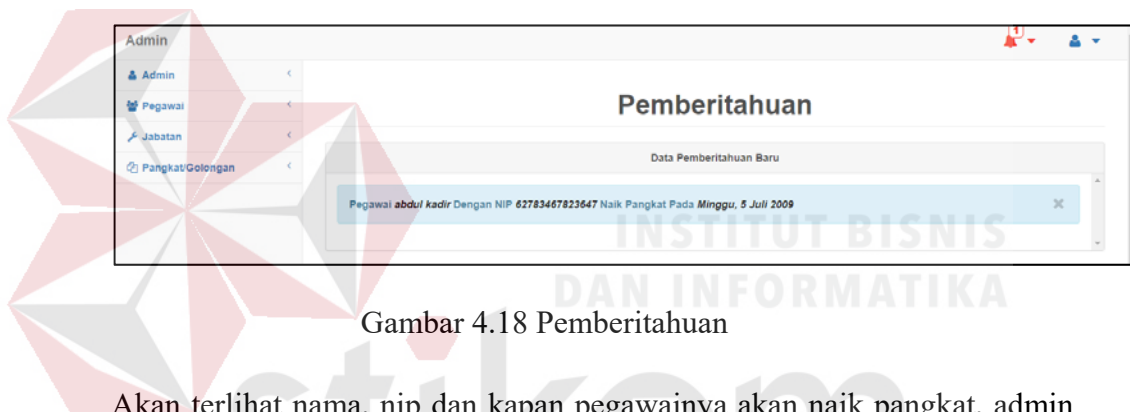 Admin
1
Admin
Pegawai
Jabatan
Pangkat/Golongan
Pemberitahuan
Data Pemberitahuan Baru
Pegawai abdul kadir Dengan NIP 62783467823647 Naik Pangkat Pada Minggu, 5 Juli 2009
INSTITUT BISNIS
DAN INFORMATIKA
Gambar 4.18 Pemberitahuan
stikom
Akan terlihat nama, nip dan kapan pegawainya akan naik pangkat, admin